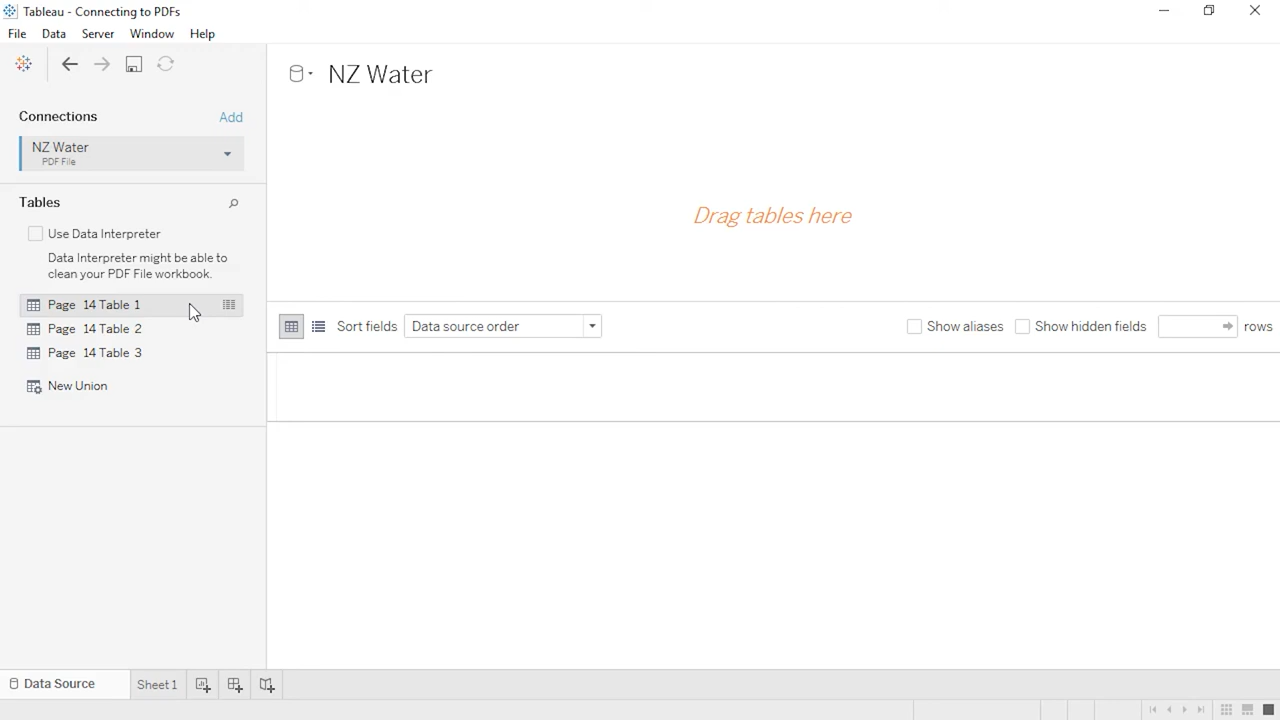 Tableau - Connecting to PDFs
File Data Server Window Help
NZ Water
Connections Add
NZ Water
PDF File
Tables
Use Data Interpreter
Data Interpreter might be able to
clean your PDF File workbook.
Page 14 Table 1
Page 14 Table 2
Page 14 Table 3
New Union
Drag tables here
Sort fields Data source order Show aliases Show hidden fields rows
Data Source Sheet 1